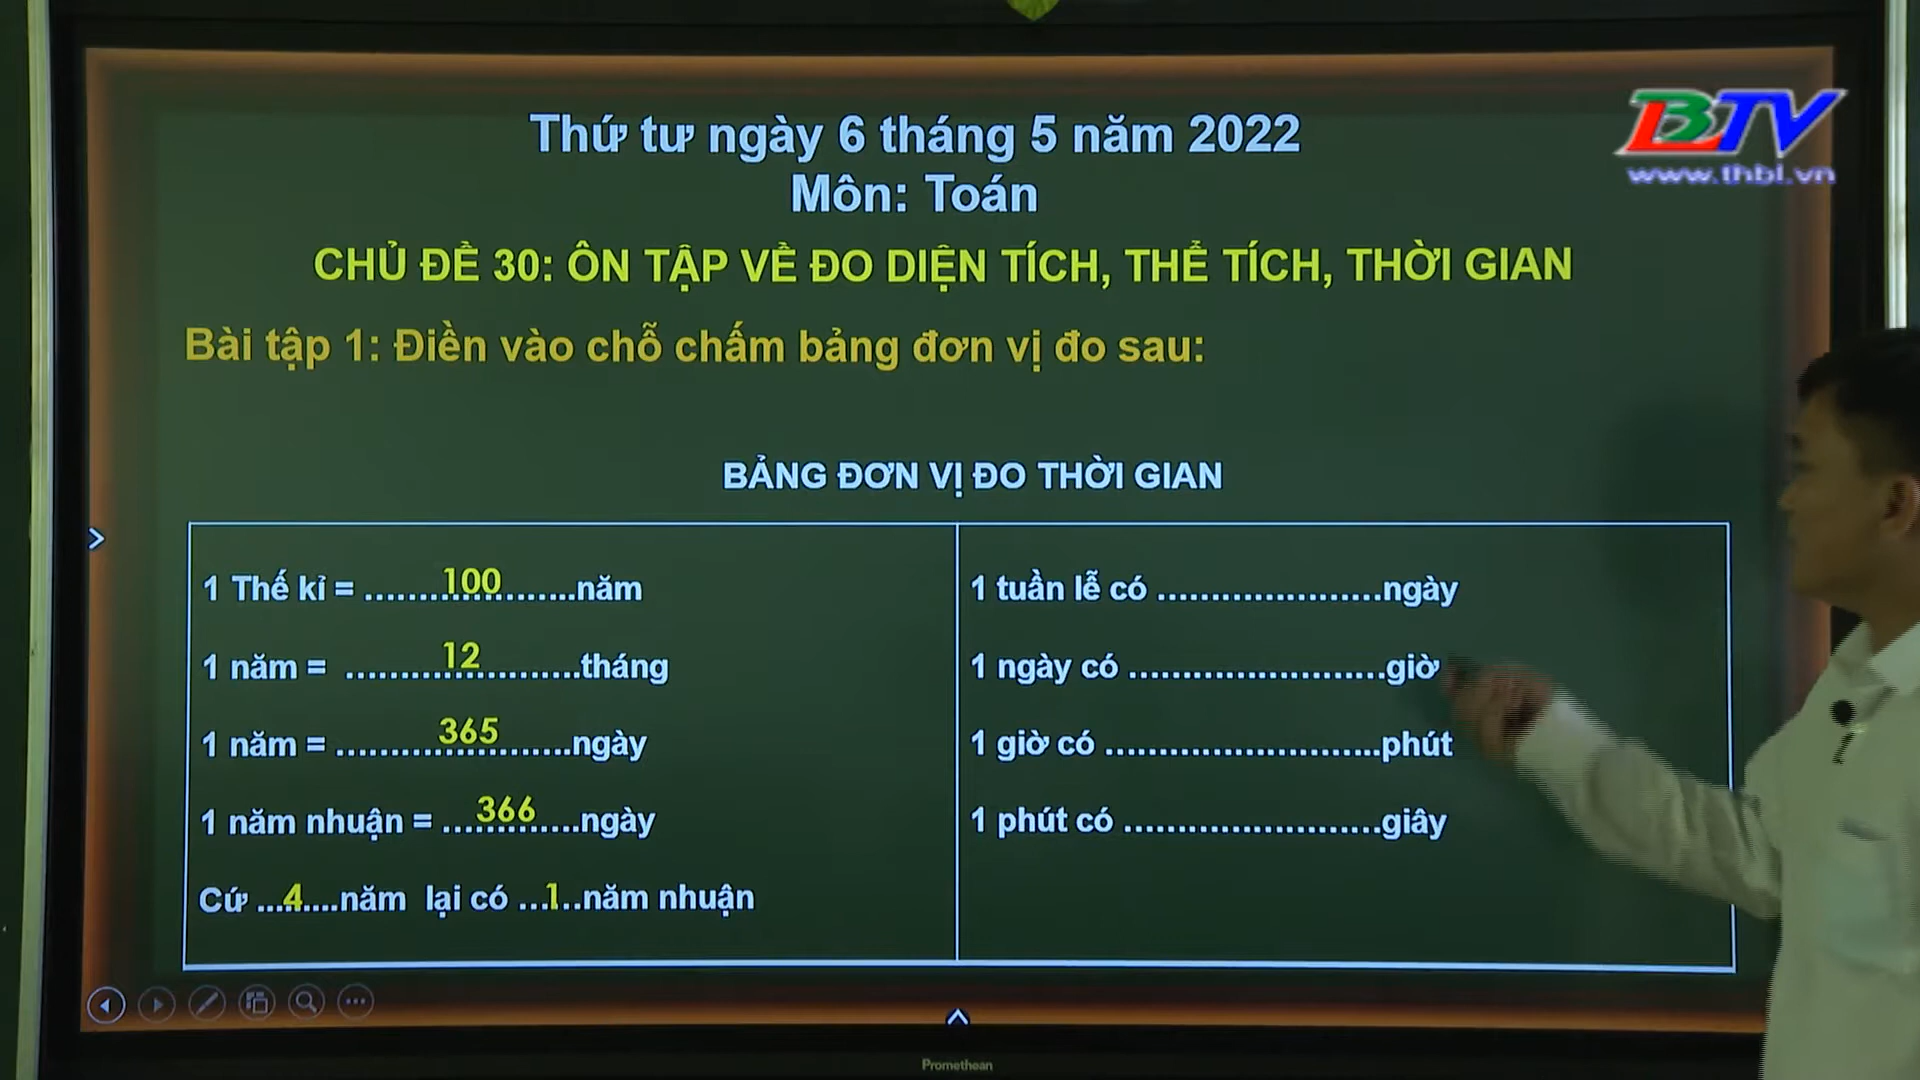 Thứ tư ngày 6 tháng 5 năm 2022
Môn: Toán
BTV
www.thbl.vn
CHỦ ĐỀ 30: ÔN TẬP VỀ ĐO DIỆN TÍCH, THỂ TÍCH, THỜI GIAN
Bài tập 1: Điền vào chỗ chấm bảng đơn vị đo sau:
BẢNG ĐƠN VỊ ĐO THỜI GIAN
1 Thế kỉ = ........100........năm
1 năm = ........12........tháng
1 năm = ........365........ngày
1 năm nhuận = ....366....ngày
Cứ ...4....năm lại có ...1..năm nhuận
1 tuần lễ có .....................ngày
1 ngày có ........................giờ
1 giờ có ..........................phút
1 phút có ........................giây
Promethean